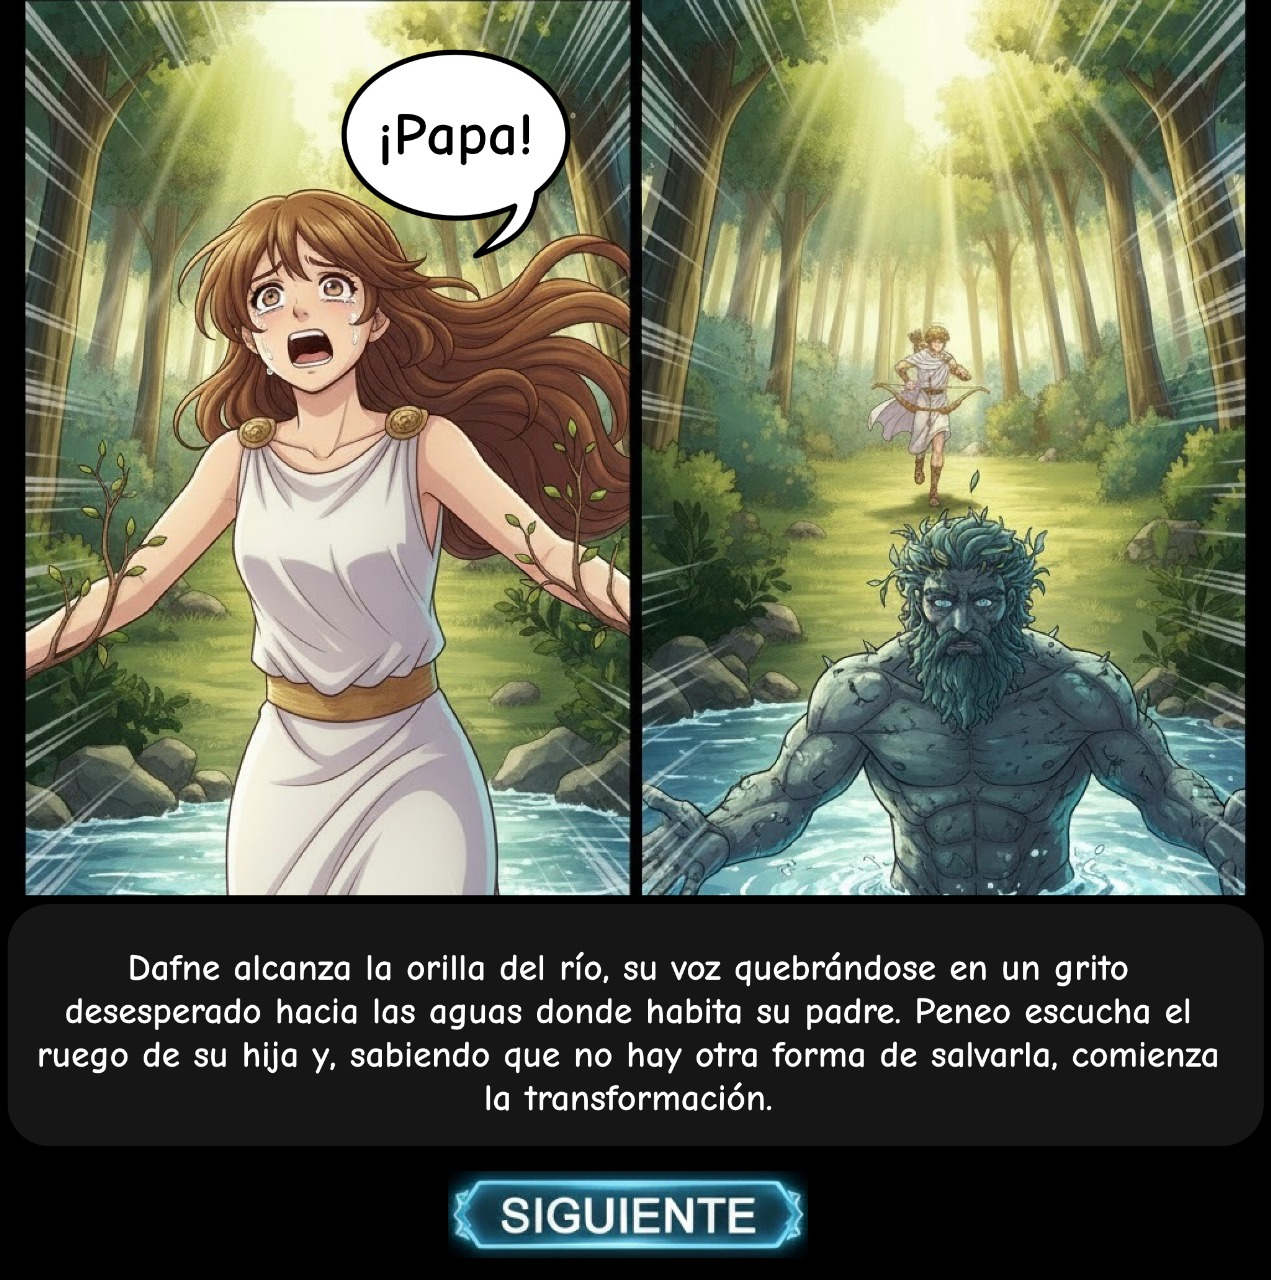 ¡Papa!
Dafne alcanza la orilla del río, su voz quebrándose en un grito
desesperado hacia las aguas donde habita su padre. Peneo escucha el
ruego de su hija y, sabiendo que no hay otra forma de salvarla, comienza
la transformación.
SIGUIENTE